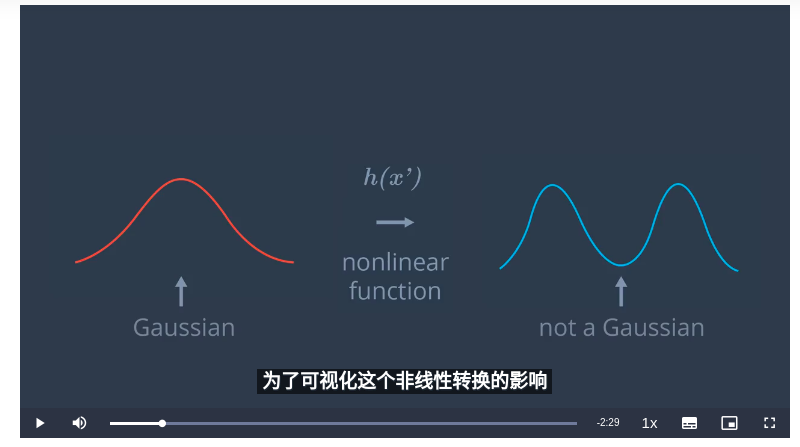 h(x')
nonlinear
function
Gaussian
not a Gaussian
为了可视化这个非线性转换的影响
-2:29
1x